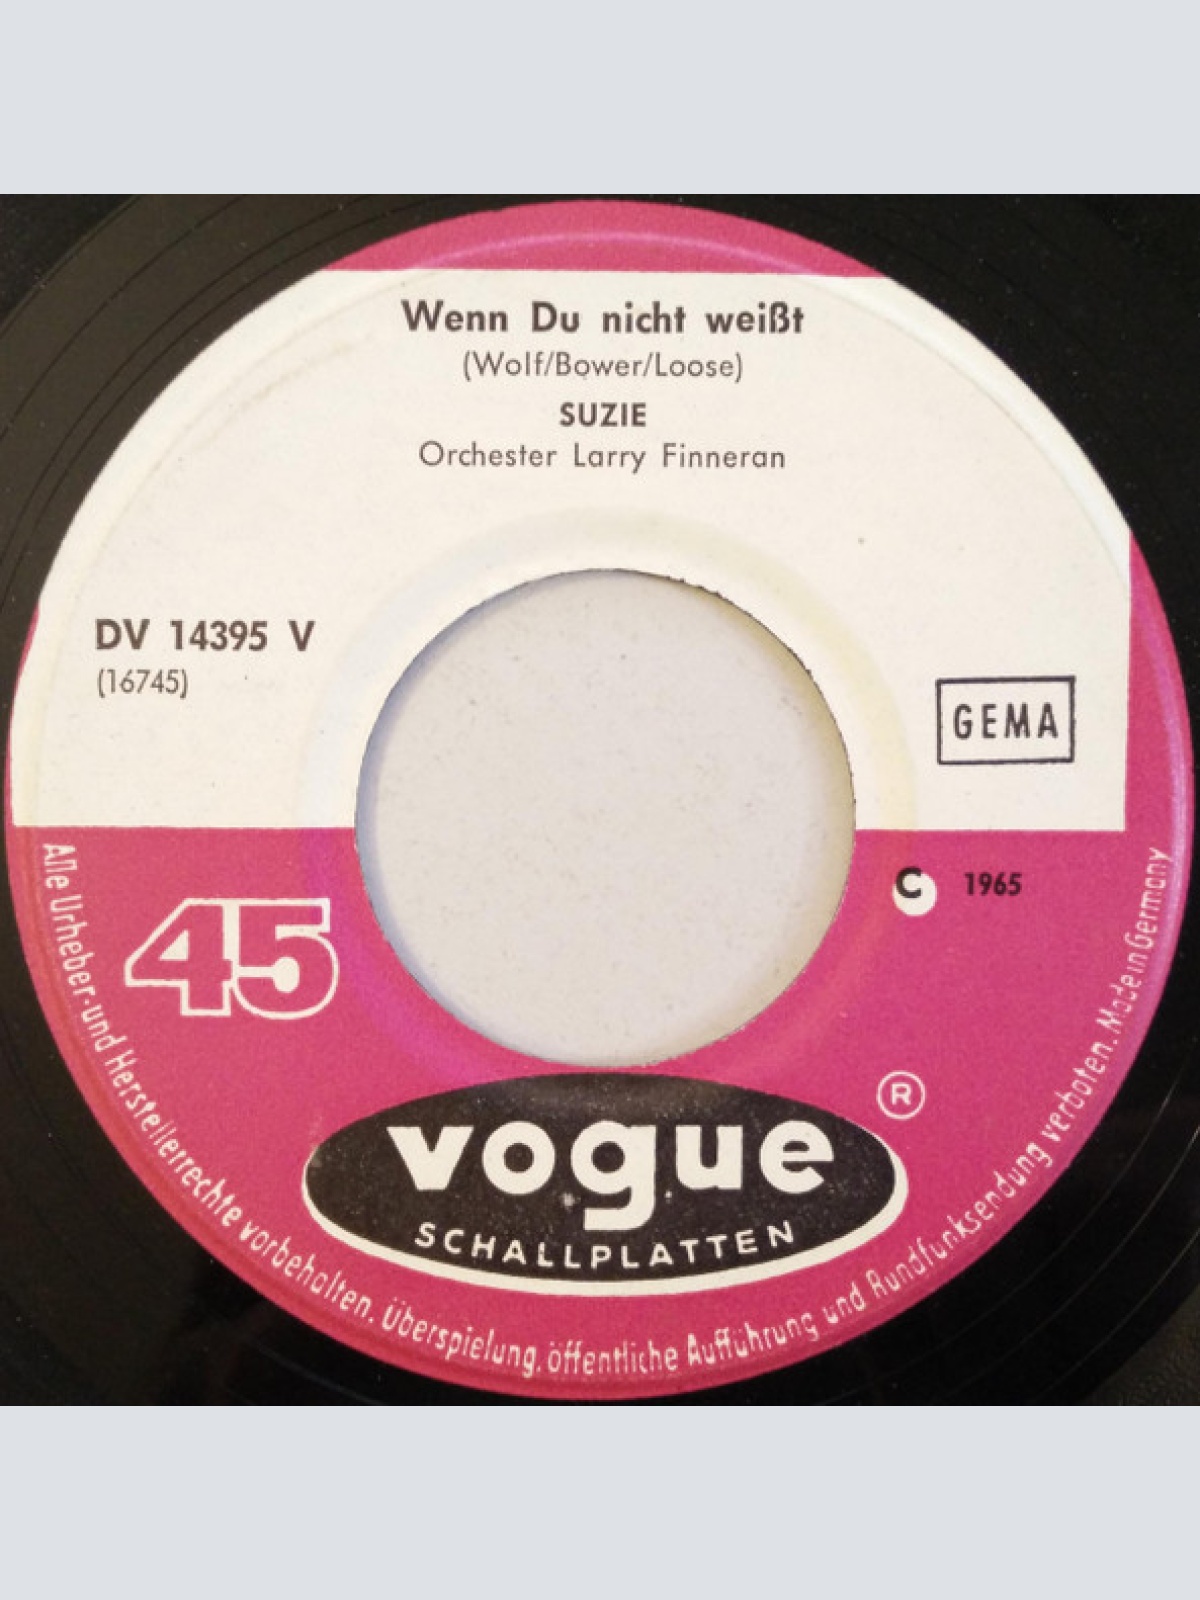 Wenn Du nicht weißt
(Wolf/Bower/Loose)
SUZIE
Orchester Larry Finneran
DV 14395 V
(16745)
GEMA
C 1965
45
vogue ®
SCHALLPLATTEN
Alle Urheber-und Herstellerrechte vorbehalten. Überspielung, öffentliche Aufführung und Rundfunksendung verboten. Made in Germany